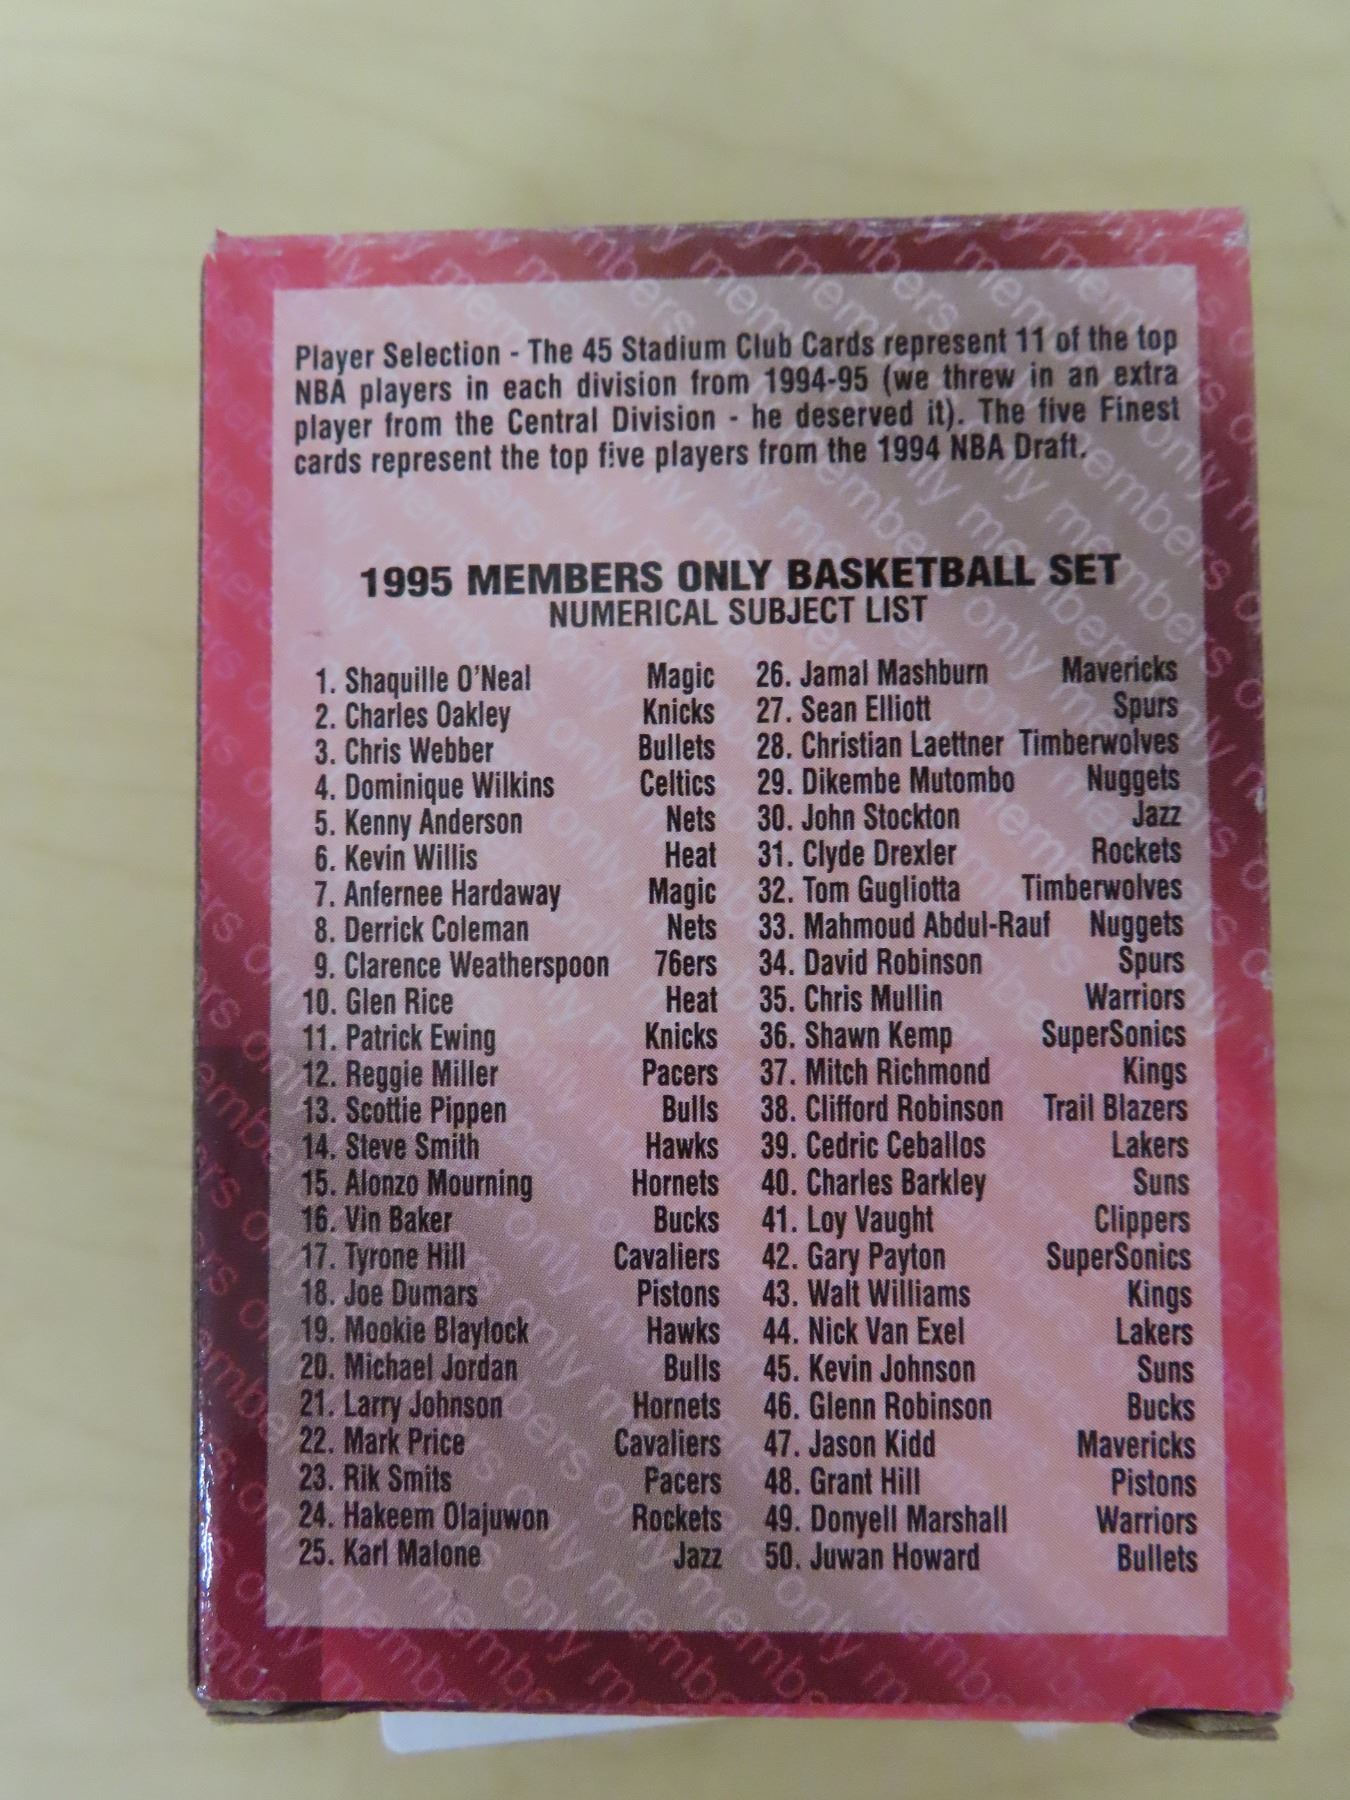 Player Selection - The 45 Stadium Club Cards represent 11 of the top
NBA players in each division from 1994-95 (we threw in an extra
player from the Central Division - he deserved it). The five Finest
cards represent the top five players from the 1994 NBA Draft.
1995 MEMBERS ONLY BASKETBALL SET
NUMERICAL SUBJECT LIST
1. Shaquille O'Neal Magic
2. Charles Oakley Knicks
3. Chris Webber Bullets
4. Dominique Wilkins Celtics
5. Kenny Anderson Nets
6. Kevin Willis Heat
7. Anfernee Hardaway Magic
8. Derrick Coleman Nets
9. Clarence Weatherspoon 76ers
10. Glen Rice Heat
11. Patrick Ewing Knicks
12. Reggie Miller Pacers
13. Scottie Pippen Bulls
14. Steve Smith Hawks
15. Alonzo Mourning Hornets
16. Vin Baker Bucks
17. Tyrone Hill Cavaliers
18. Joe Dumars Pistons
19. Mookie Blaylock Hawks
20. Michael Jordan Bulls
21. Larry Johnson Hornets
22. Mark Price Cavaliers
23. Rik Smits Pacers
24. Hakeem Olajuwon Rockets
25. Karl Malone Jazz
26. Jamal Mashburn Mavericks
27. Sean Elliott Spurs
28. Christian Laettner Timberwolves
29. Dikembe Mutombo Nuggets
30. John Stockton Jazz
31. Clyde Drexler Rockets
32. Tom Gugliotta Timberwolves
33. Mahmoud Abdul-Rauf Nuggets
34. David Robinson Spurs
35. Chris Mullin Warriors
36. Shawn Kemp SuperSonics
37. Mitch Richmond Kings
38. Clifford Robinson Trail Blazers
39. Cedric Ceballos Lakers
40. Charles Barkley Suns
41. Loy Vaught Clippers
42. Gary Payton SuperSonics
43. Walt Williams Kings
44. Nick Van Exel Lakers
45. Kevin Johnson Suns
46. Glenn Robinson Bucks
47. Jason Kidd Mavericks
48. Grant Hill Pistons
49. Donyell Marshall Warriors
50. Juwan Howard Bullets